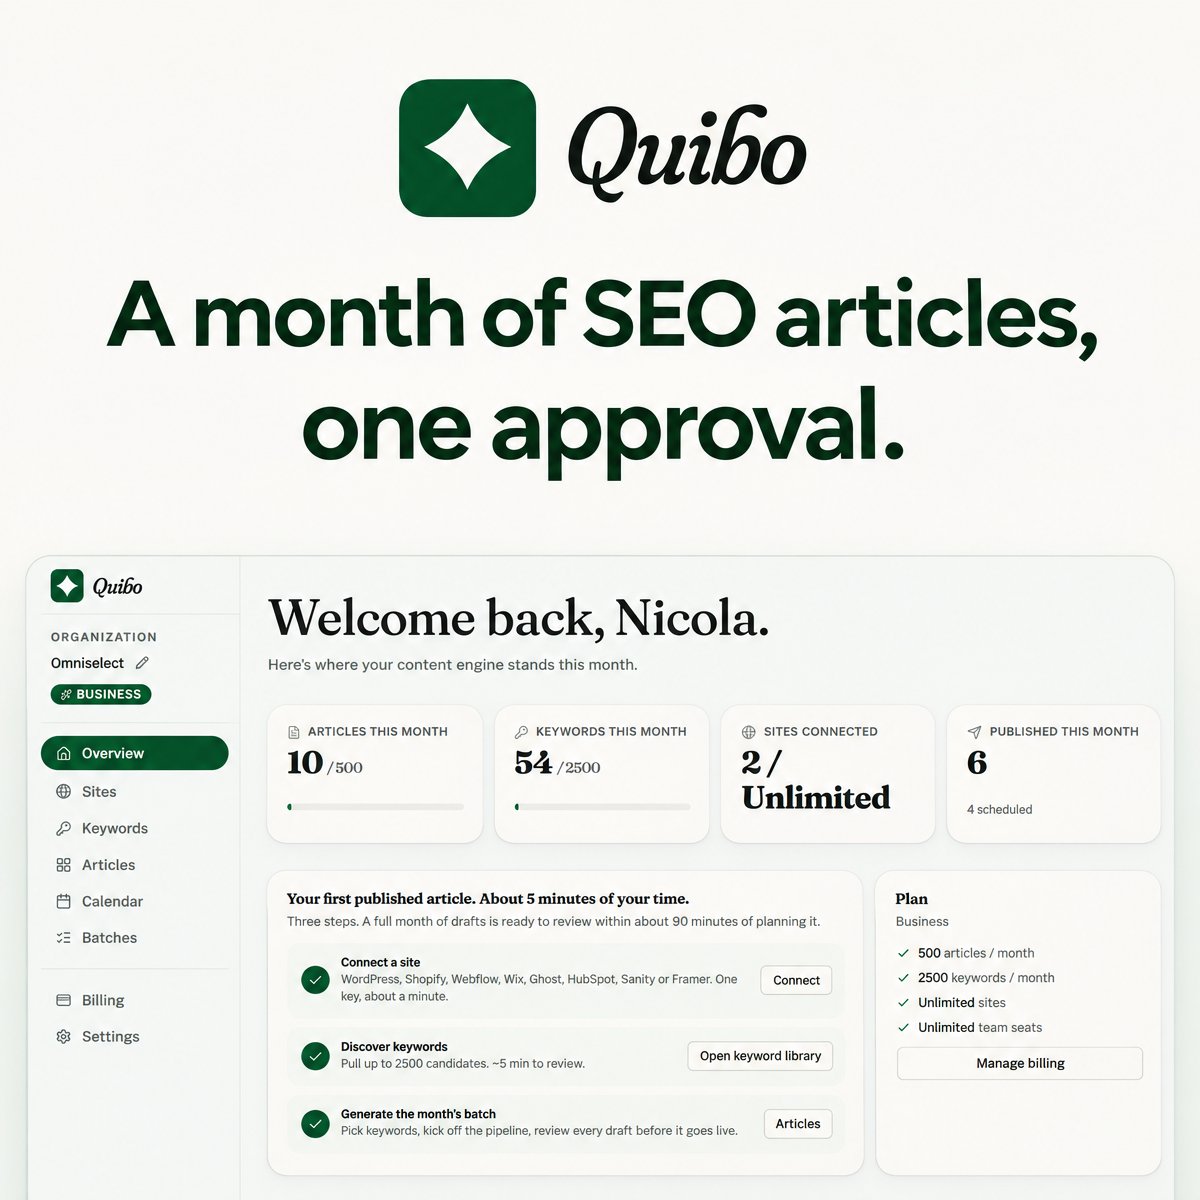 Quibo
A month of SEO articles,
one approval.
Quibo
ORGANIZATION
Omniselect
BUSINESS
Overview
Sites
Keywords
Articles
Calendar
Batches
Billing
Settings
Welcome back, Nicola.
Here's where your content engine stands this month.
ARTICLES THIS MONTH
10 /500
KEYWORDS THIS MONTH
54 /2500
SITES CONNECTED
2 /
Unlimited
PUBLISHED THIS MONTH
6
4 scheduled
Your first published article. About 5 minutes of your time.
Three steps. A full month of drafts is ready to review within about 90 minutes of planning it.
Connect a site
WordPress, Shopify, Webflow, Wix, Ghost, HubSpot, Sanity or Framer. One
key, about a minute.
Connect
Discover keywords
Pull up to 2500 candidates. ~5 min to review.
Open keyword library
Generate the month's batch
Pick keywords, kick off the pipeline, review every draft before it goes live.
Articles
Plan
Business
500 articles / month
2500 keywords / month
Unlimited sites
Unlimited team seats
Manage billing